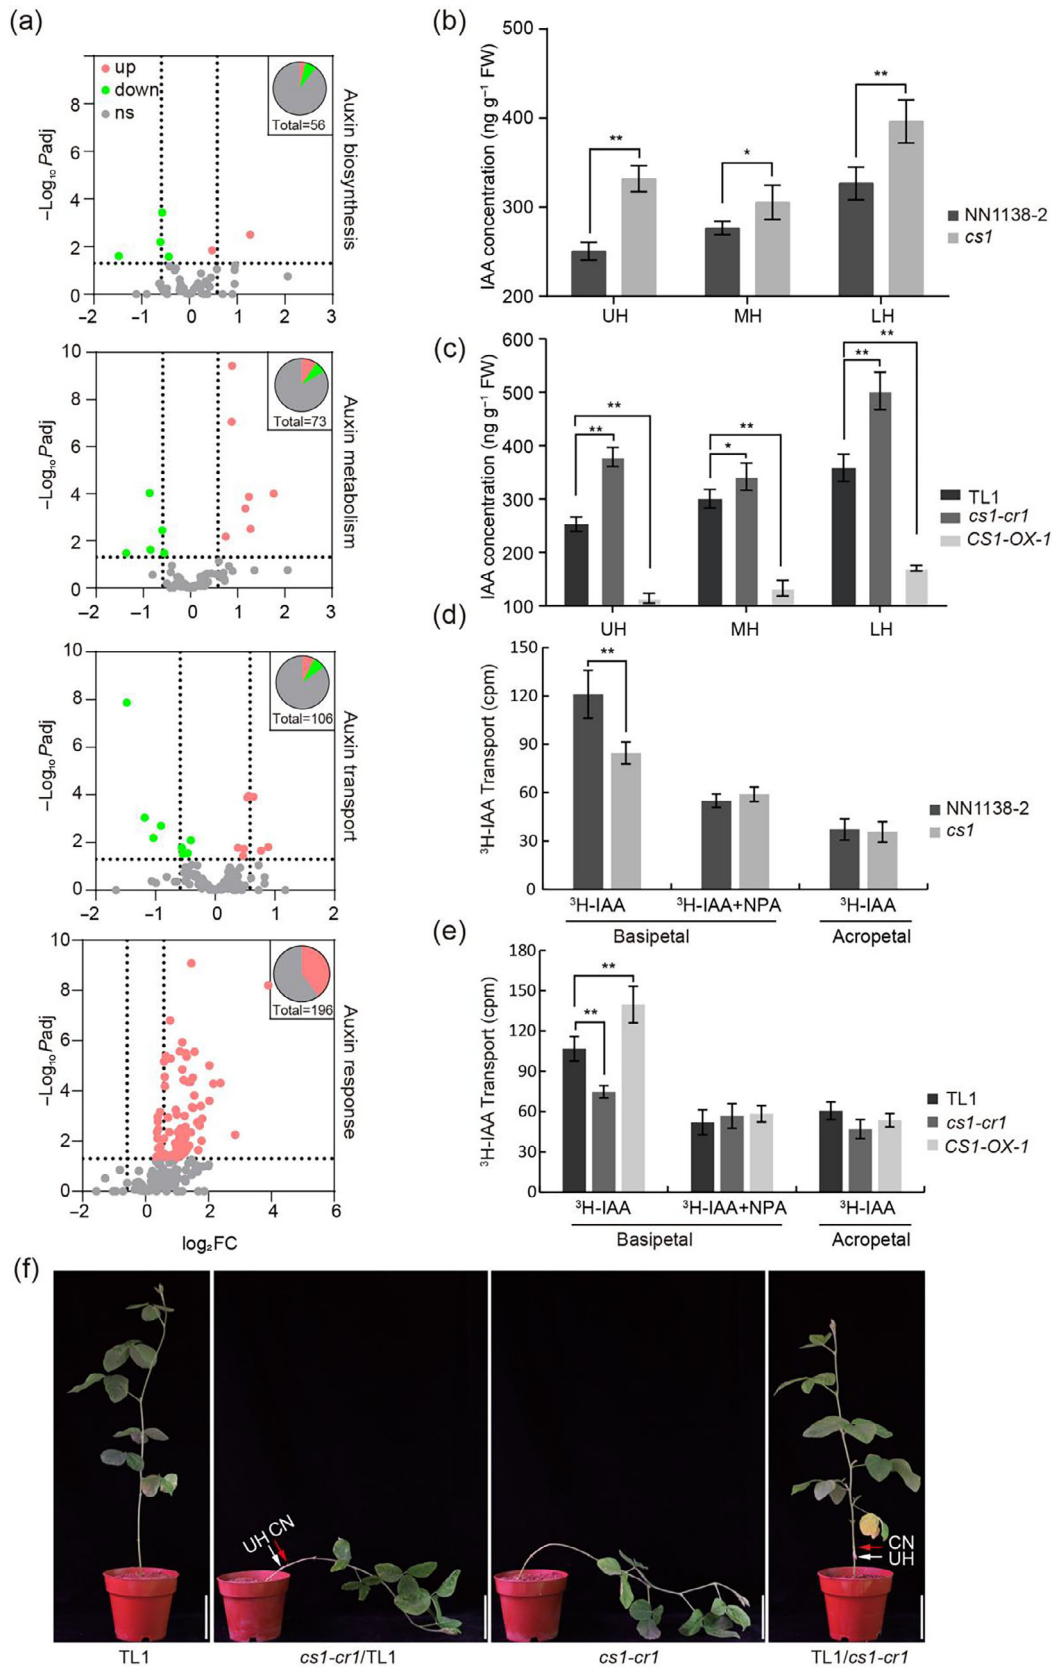 (a)
up
down
ns
Total=56
−Log₁₀ Padj
8
6
4
2
0
−2 −1 0 1 2 3
Auxin biosynthesis
10
8
6
4
2
0
−Log₁₀ Padj
Total=73
−2 −1 0 1 2 3
Auxin metabolism
10
8
6
4
2
0
−Log₁₀ Padj
Total=106
−2 −1 0 1 2
Auxin transport
10
8
6
4
2
0
−Log₁₀ Padj
Total=196
−2 0 2 4 6
log₂FC
Auxin response
(b)
IAA concentration (ng g⁻¹ FW)
500
400
300
200
** * **
UH MH LH
NN1138-2
cs1
(c)
IAA concentration (ng g⁻¹ FW)
600
500
400
300
200
100
** ** ** * ** **
UH MH LH
TL1
cs1-cr1
CS1-OX-1
(d)
³H-IAA Transport (cpm)
150
120
90
60
30
0
**
³H-IAA ³H-IAA+NPA ³H-IAA
Basipetal Acropetal
NN1138-2
cs1
(e)
³H-IAA Transport (cpm)
180
150
120
90
60
30
0
**
**
³H-IAA ³H-IAA+NPA ³H-IAA
Basipetal Acropetal
TL1
cs1-cr1
CS1-OX-1
(f)
UH CN
CN
UH
TL1 cs1-cr1/TL1 cs1-cr1 TL1/cs1-cr1